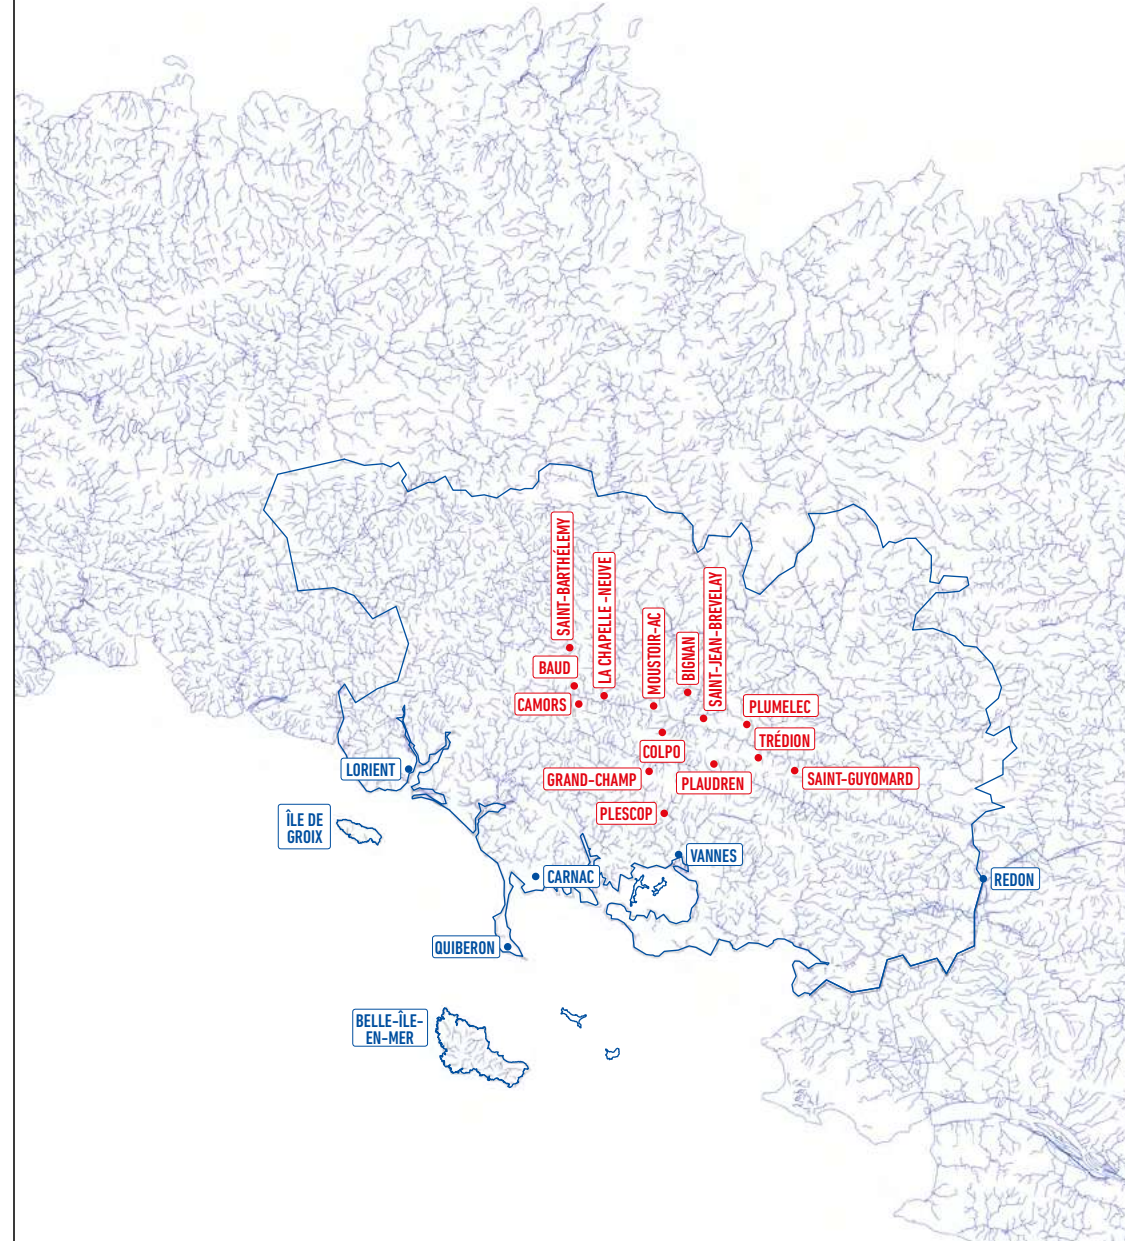 SAINT-BARTHÉLEMY
LA CHAPELLE -NEUVE
SAINT-JEAN-BREVELAY
MOUSTOIR-AC
BIGNAN
BAUD
CAMORS
PLUMELEC
TRÉDION
COLPO
LORIENT
GRAND-CHAMP
PLAUDREN
SAINT-GUYOMARD
PLESCOP
ÎLE DE
GROIX
VANNES
CARNAC
REDON
QUIBERON
BELLE-ÎLE-
EN-MER